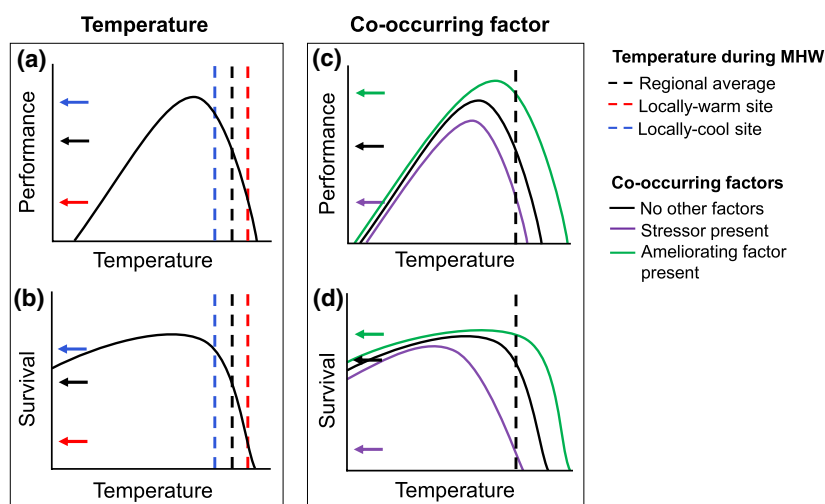 Temperature
Co-occurring factor
(a)
Performance
Temperature
(b)
Survival
Temperature
(c)
Performance
Temperature
(d)
Survival
Temperature
Temperature during MHW
Regional average
Locally-warm site
Locally-cool site
Co-occurring factors
No other factors
Stressor present
Ameliorating factor
present